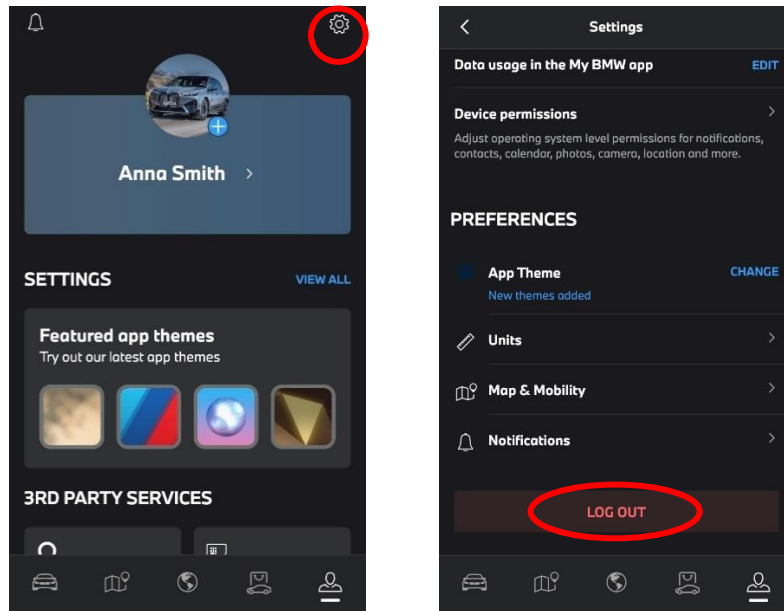 Anna Smith
SETTINGS
VIEW ALL
Featured app themes
Try out our latest app themes
3RD PARTY SERVICES
Settings
Data usage in the My BMW app
EDIT
Device permissions
Adjust operating system level permissions for notifications,
contacts, calendar, photos, camera, location and more.
PREFERENCES
App Theme
CHANGE
New themes added
Units
Map & Mobility
Notifications
LOG OUT